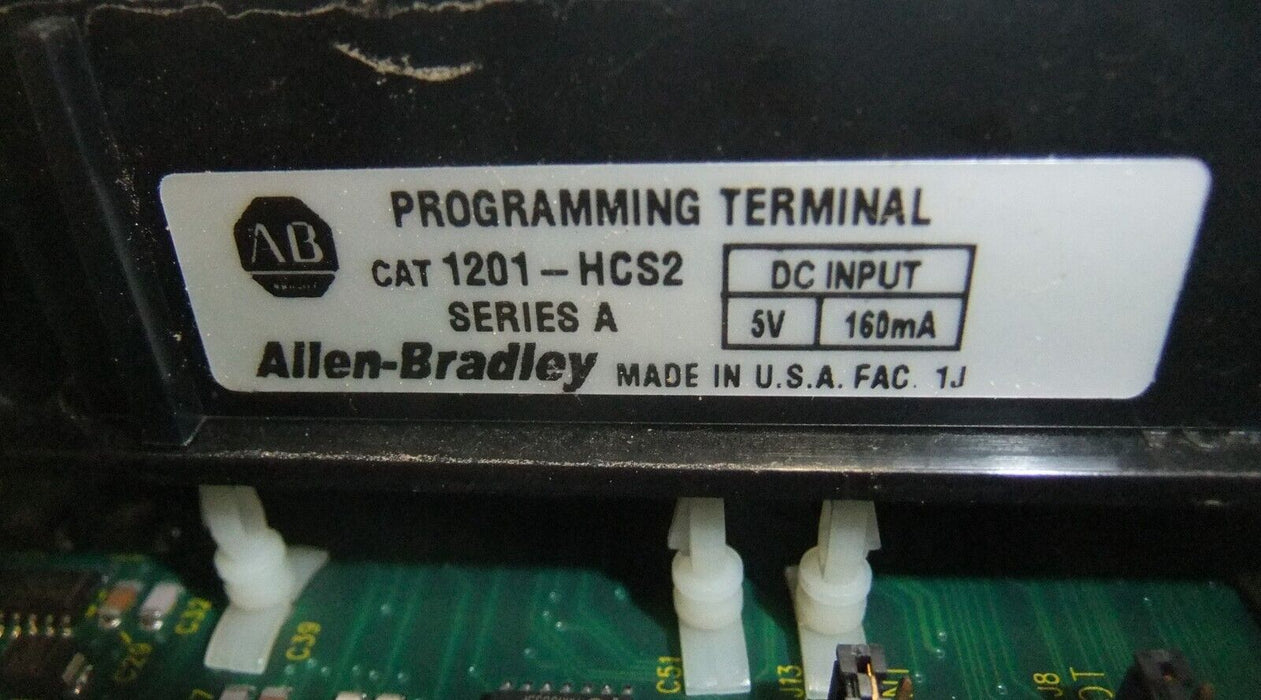 PROGRAMMING TERMINAL
AB
CAT 1201-HCS2
DC INPUT
SERIES A
5V 160mA
Allen-Bradley
MADE IN U.S.A. FAC. 1J
C32
C39
C51
J13
J8